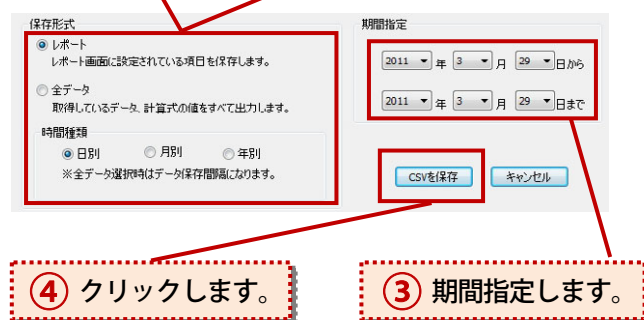 保存形式
レポート
レポート画面に設定されている項目を保存します。
全データ
取得しているデータ、計算式の値をすべて出力します。
時間種類
日別 月別 年別
※全データ選択時はデータ保存間隔になります。
期間指定
2011 年 3 月 29 日から
2011 年 3 月 29 日まで
CSVを保存 キャンセル
④ クリックします。
③ 期間指定します。